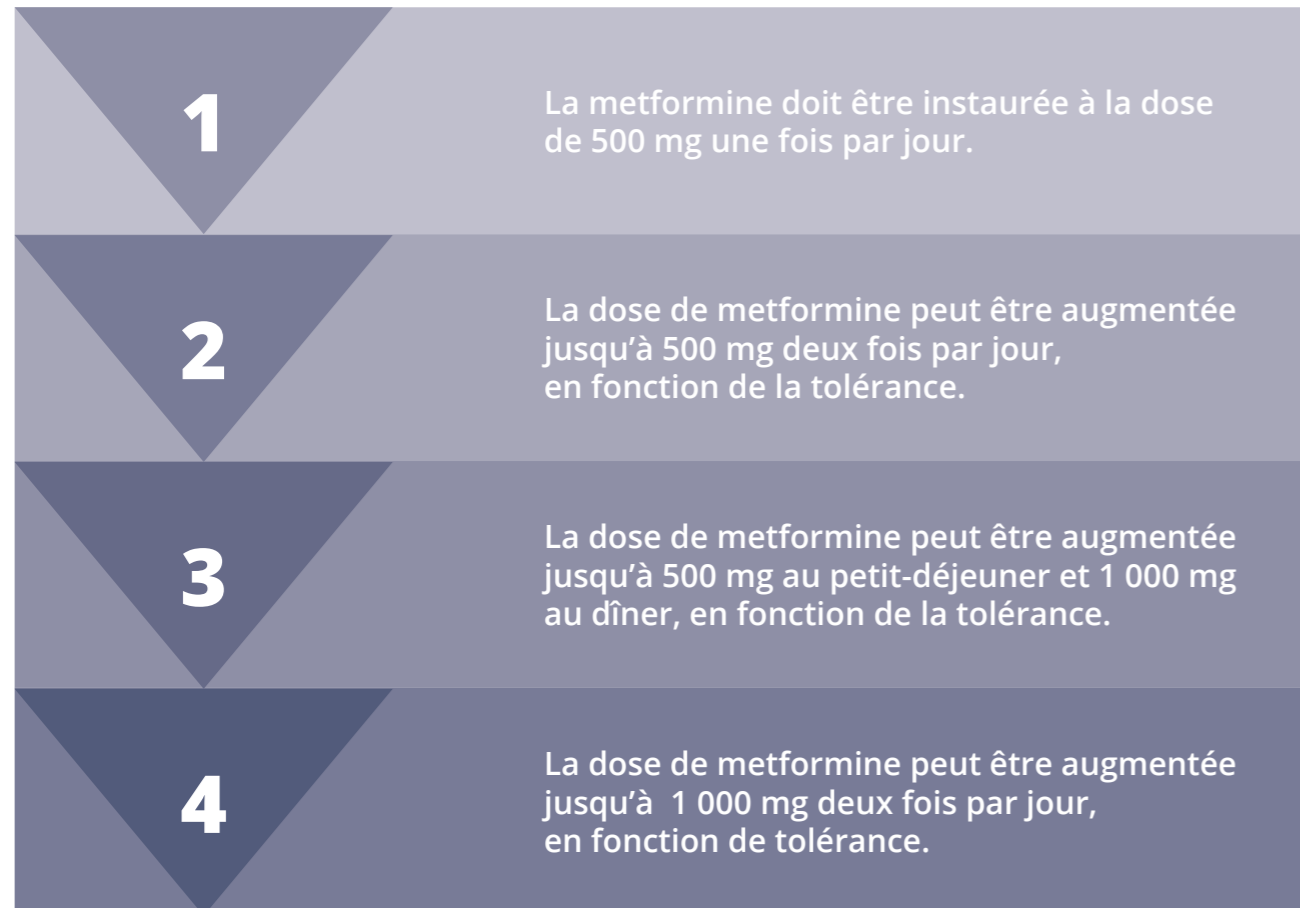 1
La metformine doit être instaurée à la dose
de 500 mg une fois par jour.
2
La dose de metformine peut être augmentée
jusqu’à 500 mg deux fois par jour,
en fonction de la tolérance.
3
La dose de metformine peut être augmentée
jusqu’à 500 mg au petit-déjeuner et 1 000 mg
au dîner, en fonction de la tolérance.
4
La dose de metformine peut être augmentée
jusqu’à  1 000 mg deux fois par jour,
en fonction de tolérance.